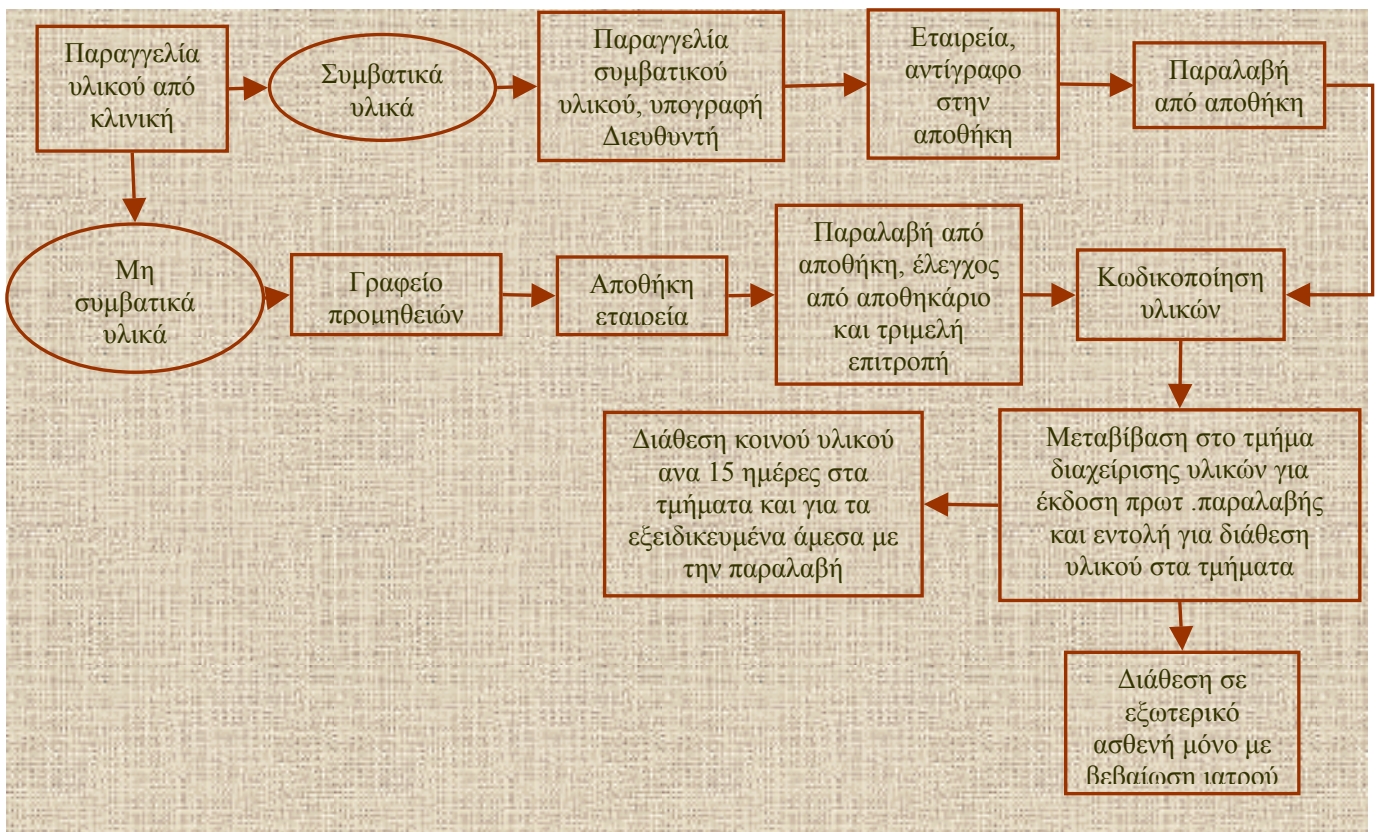 Παραγγελία
υλικού από
κλινική
Συμβατικά
υλικά
Παραγγελία
συμβατικού
υλικού, υπογραφή
Διευθυντή
Εταιρεία,
αντίγραφο
στην
αποθήκη
Παραλαβή
από αποθήκη
Μη
συμβατικά
υλικά
Γραφείο
προμηθειών
Αποθήκη
εταιρεία
Παραλαβή από
αποθήκη, έλεγχος
από αποθηκάριο
και τριμελή
επιτροπή
Κωδικοποίηση
υλικών
Διάθεση κοινού υλικού
ανα 15 ημέρες στα
τμήματα και για τα
εξειδικευμένα άμεσα με
την παραλαβή
Μεταβίβαση στο τμήμα
διαχείρισης υλικών για
έκδοση πρωτ .παραλαβής
και εντολή για διάθεση
υλικού στα τμήματα
Διάθεση σε
εξωτερικό
ασθενή μόνο με
βεβαίωση ιατρού